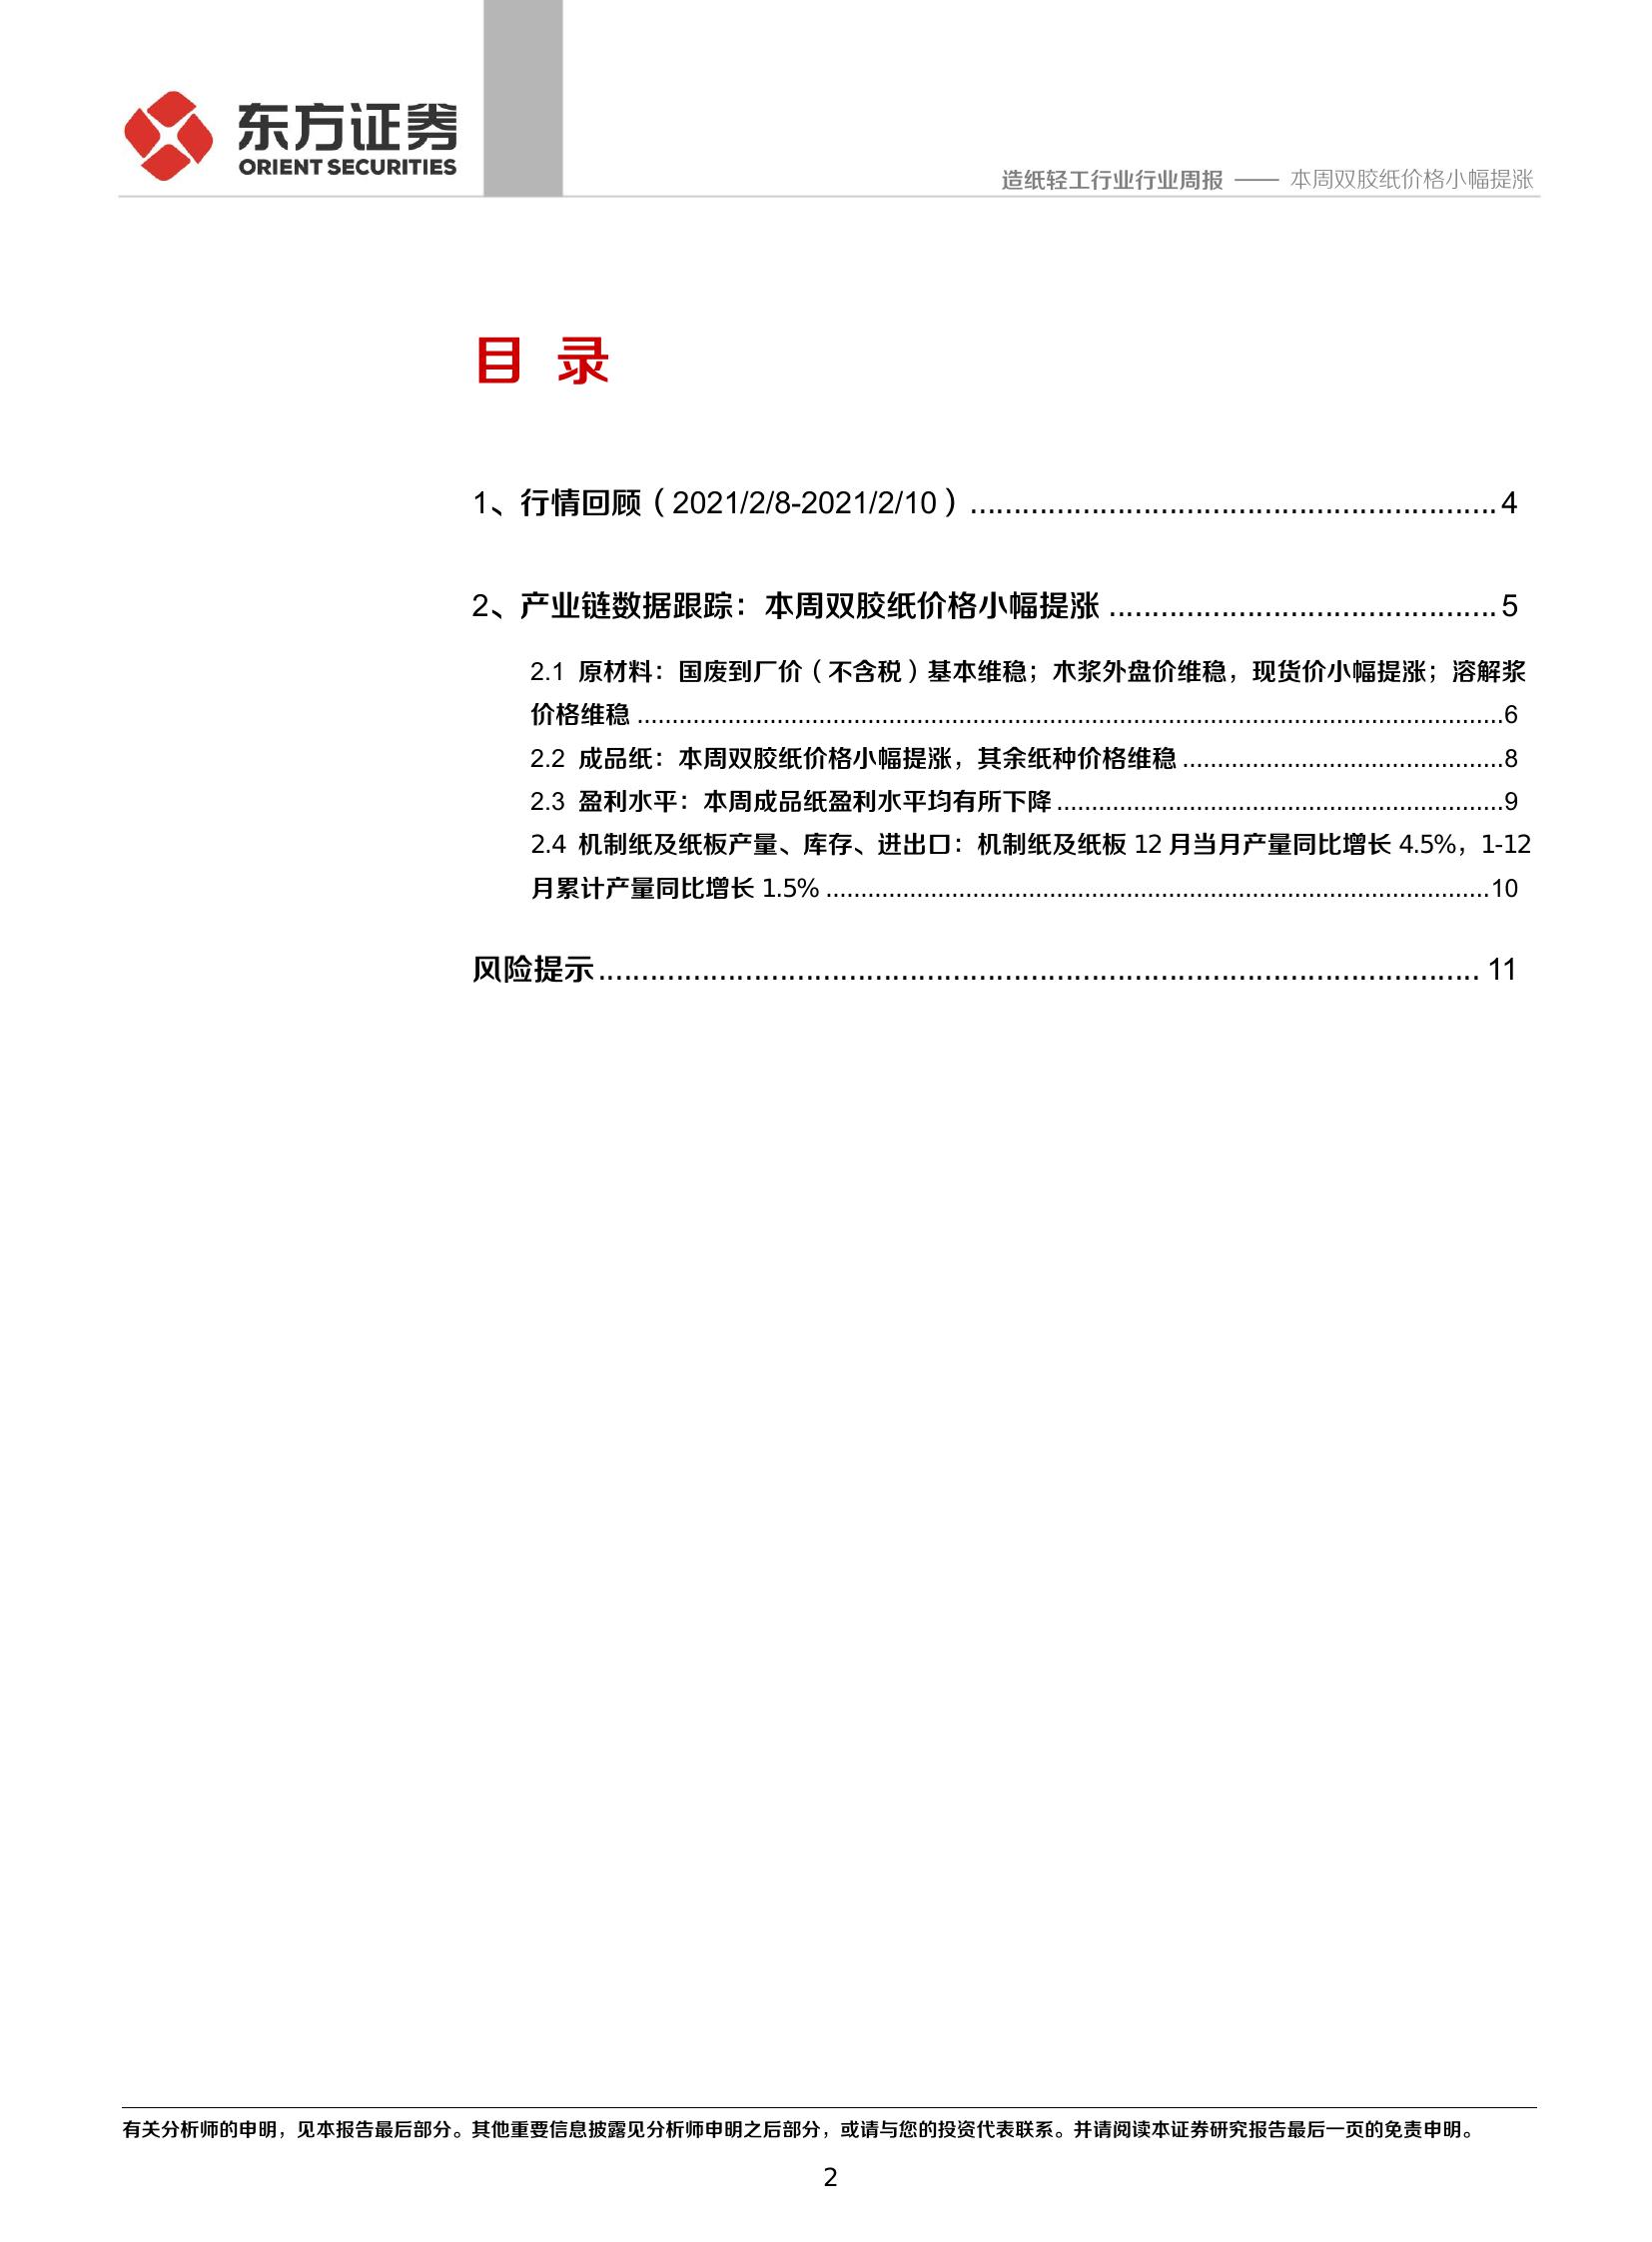 东方证券
ORIENT SECURITIES
造纸轻工行业行业周报 —— 本周双胶纸价格小幅提涨
目 录
1、行情回顾（2021/2/8-2021/2/10）............................................................4
2、产业链数据跟踪：本周双胶纸价格小幅提涨............................................5
2.1 原材料：国废到厂价（不含税）基本维稳；木浆外盘价维稳，现货价小幅提涨；溶解浆
价格维稳............................................................6
2.2 成品纸：本周双胶纸价格小幅提涨，其余纸种价格维稳............................................8
2.3 盈利水平：本周成品纸盈利水平均有所下降............................................................9
2.4 机制纸及纸板产量、库存、进出口：机制纸及纸板 12 月当月产量同比增长 4.5%，1-12
月累计产量同比增长 1.5%............................................................10
风险提示............................................................11
有关分析师的申明，见本报告最后部分。其他重要信息披露见分析师申明之后部分，或请与您的投资代表联系。并请阅读本证券研究报告最后一页的免责申明。
2